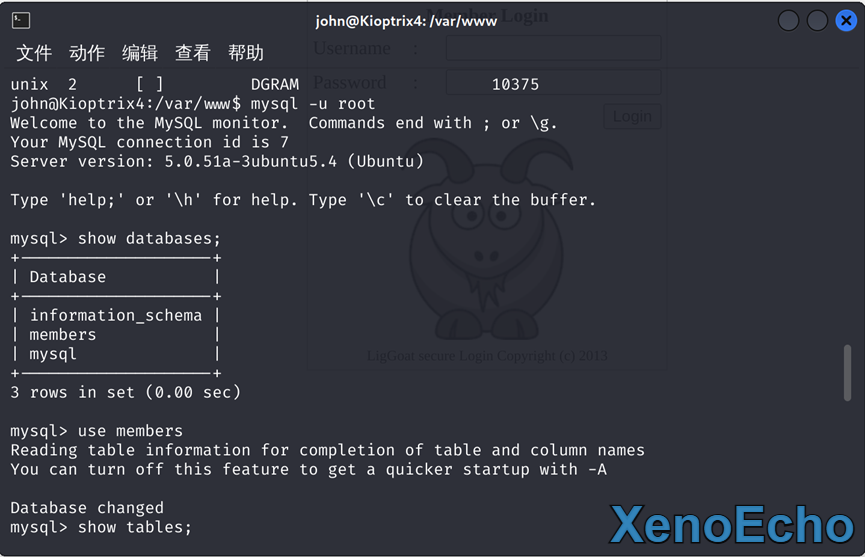 john@Kioptrix4: /var/www
文件 动作 编辑 查看 帮助
unix  2      [ ]         DGRAM                    10375
john@Kioptrix4:/var/www$ mysql -u root
Welcome to the MySQL monitor.  Commands end with ; or \g.
Your MySQL connection id is 7
Server version: 5.0.51a-3ubuntu5.4 (Ubuntu)
Type 'help;' or '\h' for help. Type '\c' to clear the buffer.
mysql> show databases;
+--------------------+
| Database           |
+--------------------+
| information_schema |
| members            |
| mysql              |
+--------------------+
3 rows in set (0.00 sec)
mysql> use members
Reading table information for completion of table and column names
You can turn off this feature to get a quicker startup with -A
Database changed
mysql> show tables;
Member Login
Username :
Password :
Login
LigGoat secure Login Copyright (c) 2013
XenoEcho